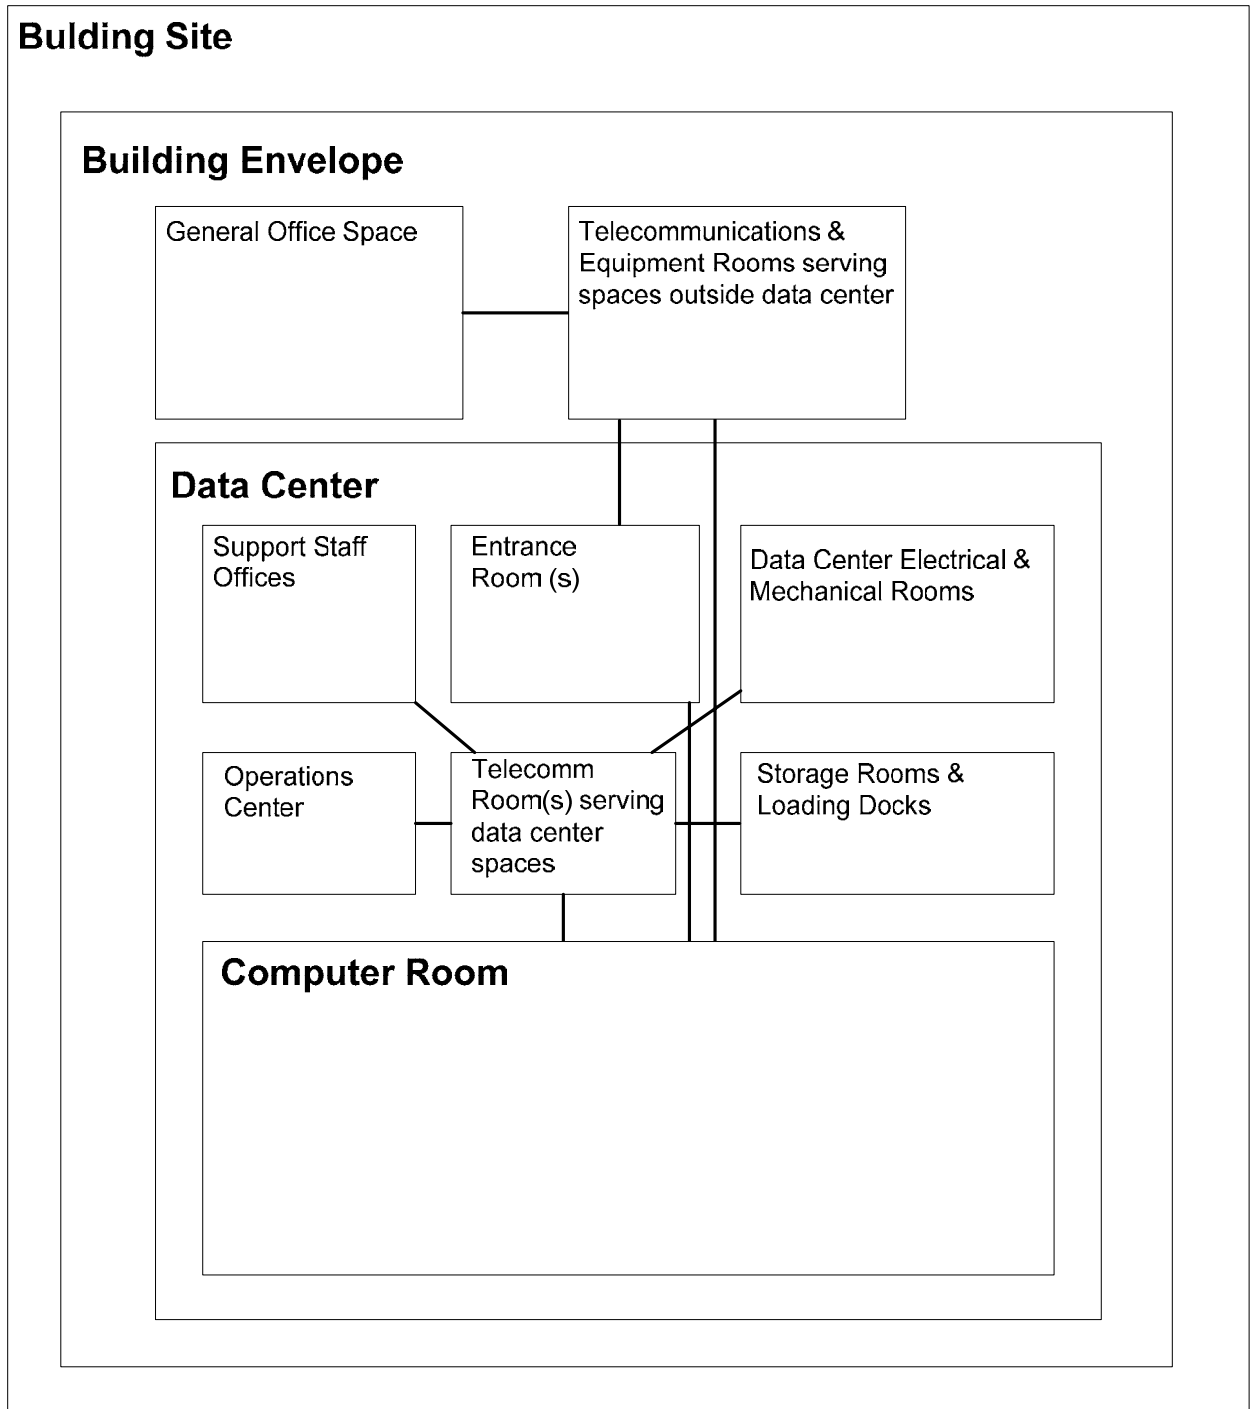 Bulding Site
Building Envelope
General Office Space
Telecommunications &
Equipment Rooms serving
spaces outside data center
Data Center
Support Staff
Offices
Entrance
Room (s)
Data Center Electrical &
Mechanical Rooms
Operations
Center
Telecomm
Room(s) serving
data center
spaces
Storage Rooms &
Loading Docks
Computer Room